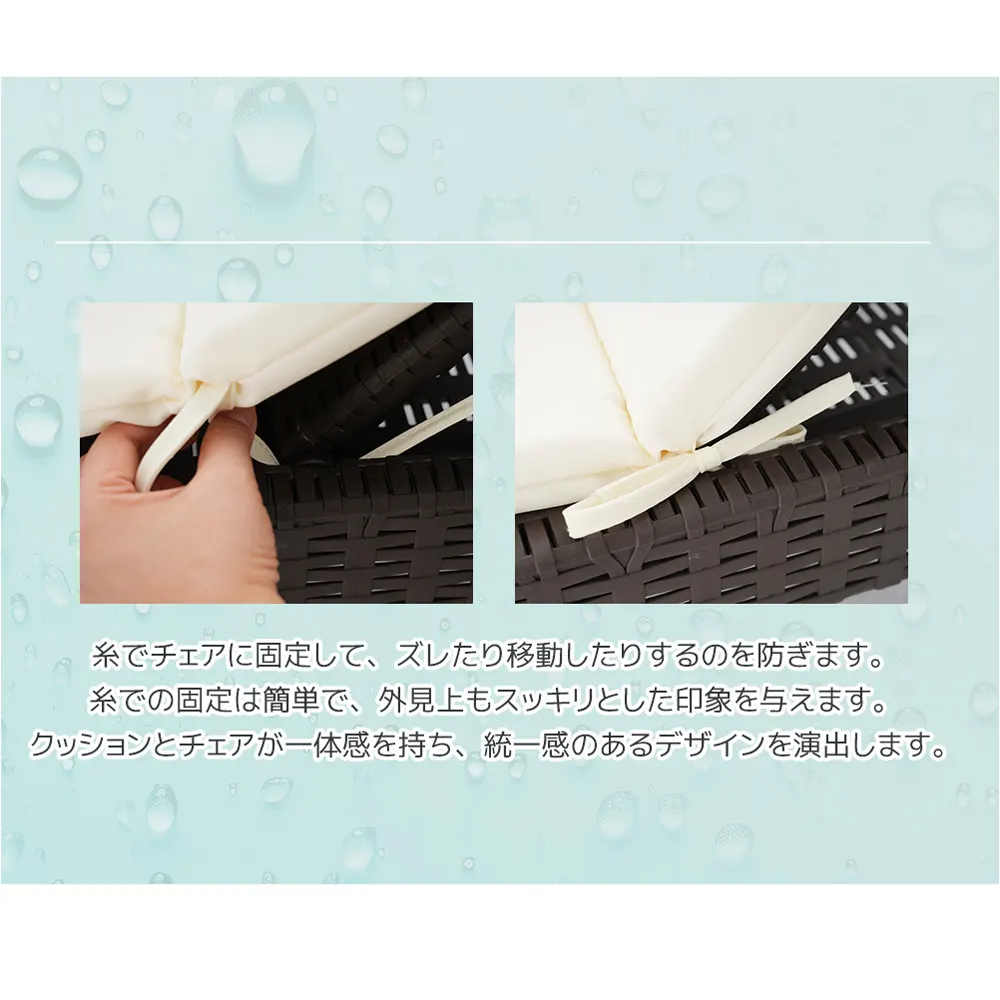 糸でチェアに固定して、ズレたり移動したりするのを防ぎます。
糸での固定は簡単で、外見上もスッキリとした印象を与えます。
クッションとチェアが一体感を持ち、統一感のあるデザインを演出します。